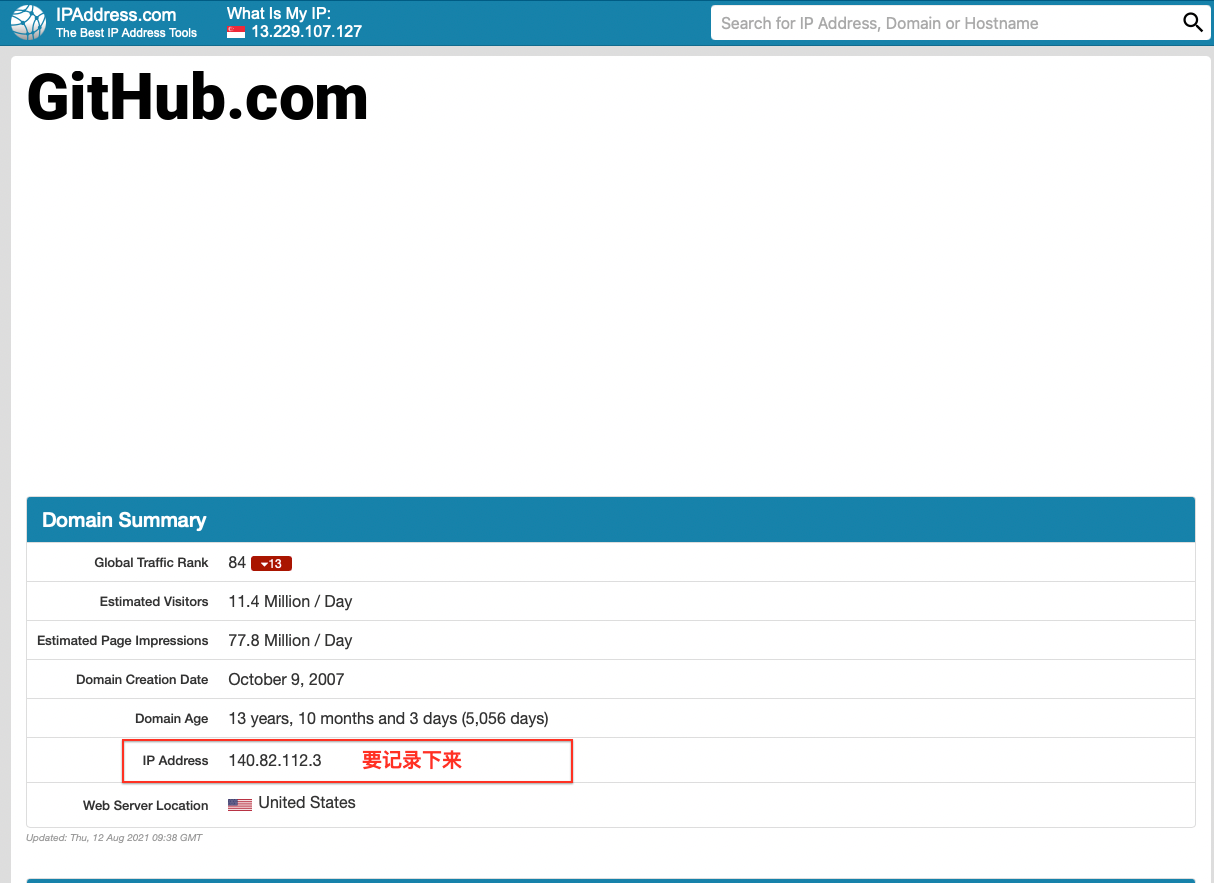 IPAddress.com
The Best IP Address Tools
What Is My IP:
13.229.107.127
Search for IP Address, Domain or Hostname
GitHub.com
Domain Summary
Global Traffic Rank 84 13
Estimated Visitors 11.4 Million / Day
Estimated Page Impressions 77.8 Million / Day
Domain Creation Date October 9, 2007
Domain Age 13 years, 10 months and 3 days (5,056 days)
IP Address 140.82.112.3 要记录下来
Web Server Location United States
Updated: Thu, 12 Aug 2021 09:38 GMT